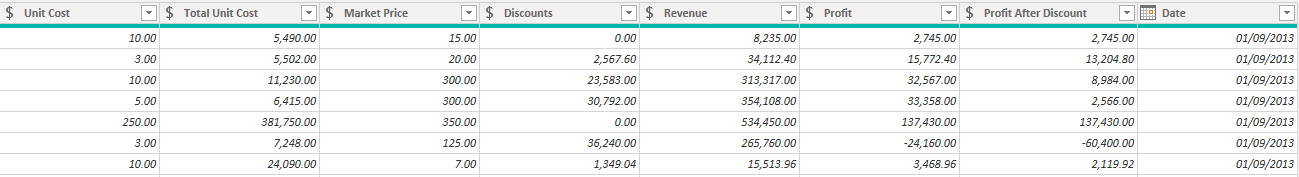 $ Unit Cost $ Total Unit Cost $ Market Price $ Discounts $ Revenue $ Profit $ Profit After Discount Date
10.00 5,490.00 15.00 0.00 8,235.00 2,745.00 2,745.00 01/09/2013
3.00 5,502.00 20.00 2,567.60 34,112.40 15,772.40 13,204.80 01/09/2013
10.00 11,230.00 300.00 23,583.00 313,317.00 32,567.00 8,984.00 01/09/2013
5.00 6,415.00 300.00 30,792.00 354,108.00 33,358.00 2,566.00 01/09/2013
250.00 381,750.00 350.00 0.00 534,450.00 137,430.00 137,430.00 01/09/2013
3.00 7,248.00 125.00 36,240.00 265,760.00 -24,160.00 -60,400.00 01/09/2013
10.00 24,090.00 7.00 1,349.04 15,513.96 3,468.96 2,119.92 01/09/2013